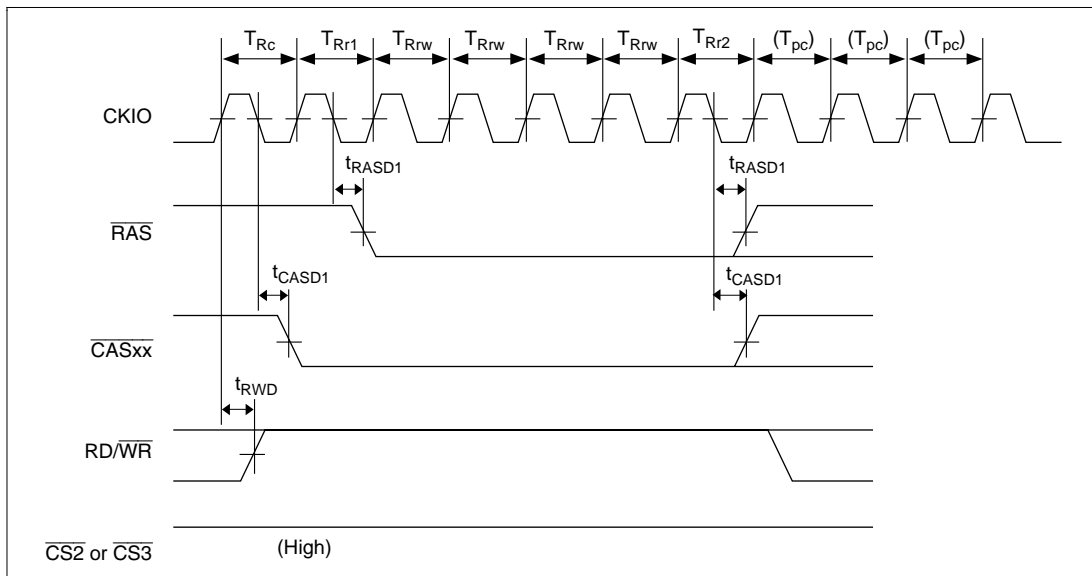 TRc TRr1 TRrw TRrw TRrw TRrw TRr2 (Tpc) (Tpc) (Tpc)
CKIO
tRASD1 tRASD1
RAS
tCASD1 tCASD1
CASxx
tRWD
RD/WR
CS2 or CS3 (High)